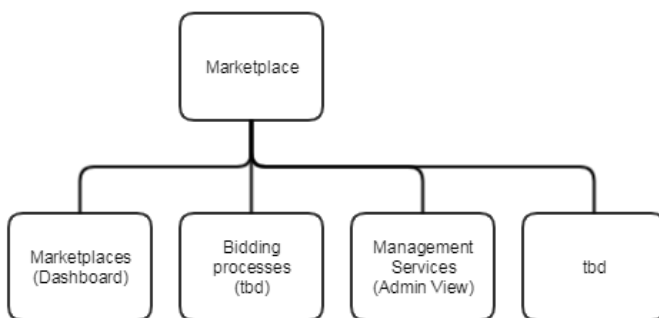 Marketplace
Marketplaces
(Dashboard)
Bidding
processes
(tbd)
Management
Services
(Admin View)
tbd